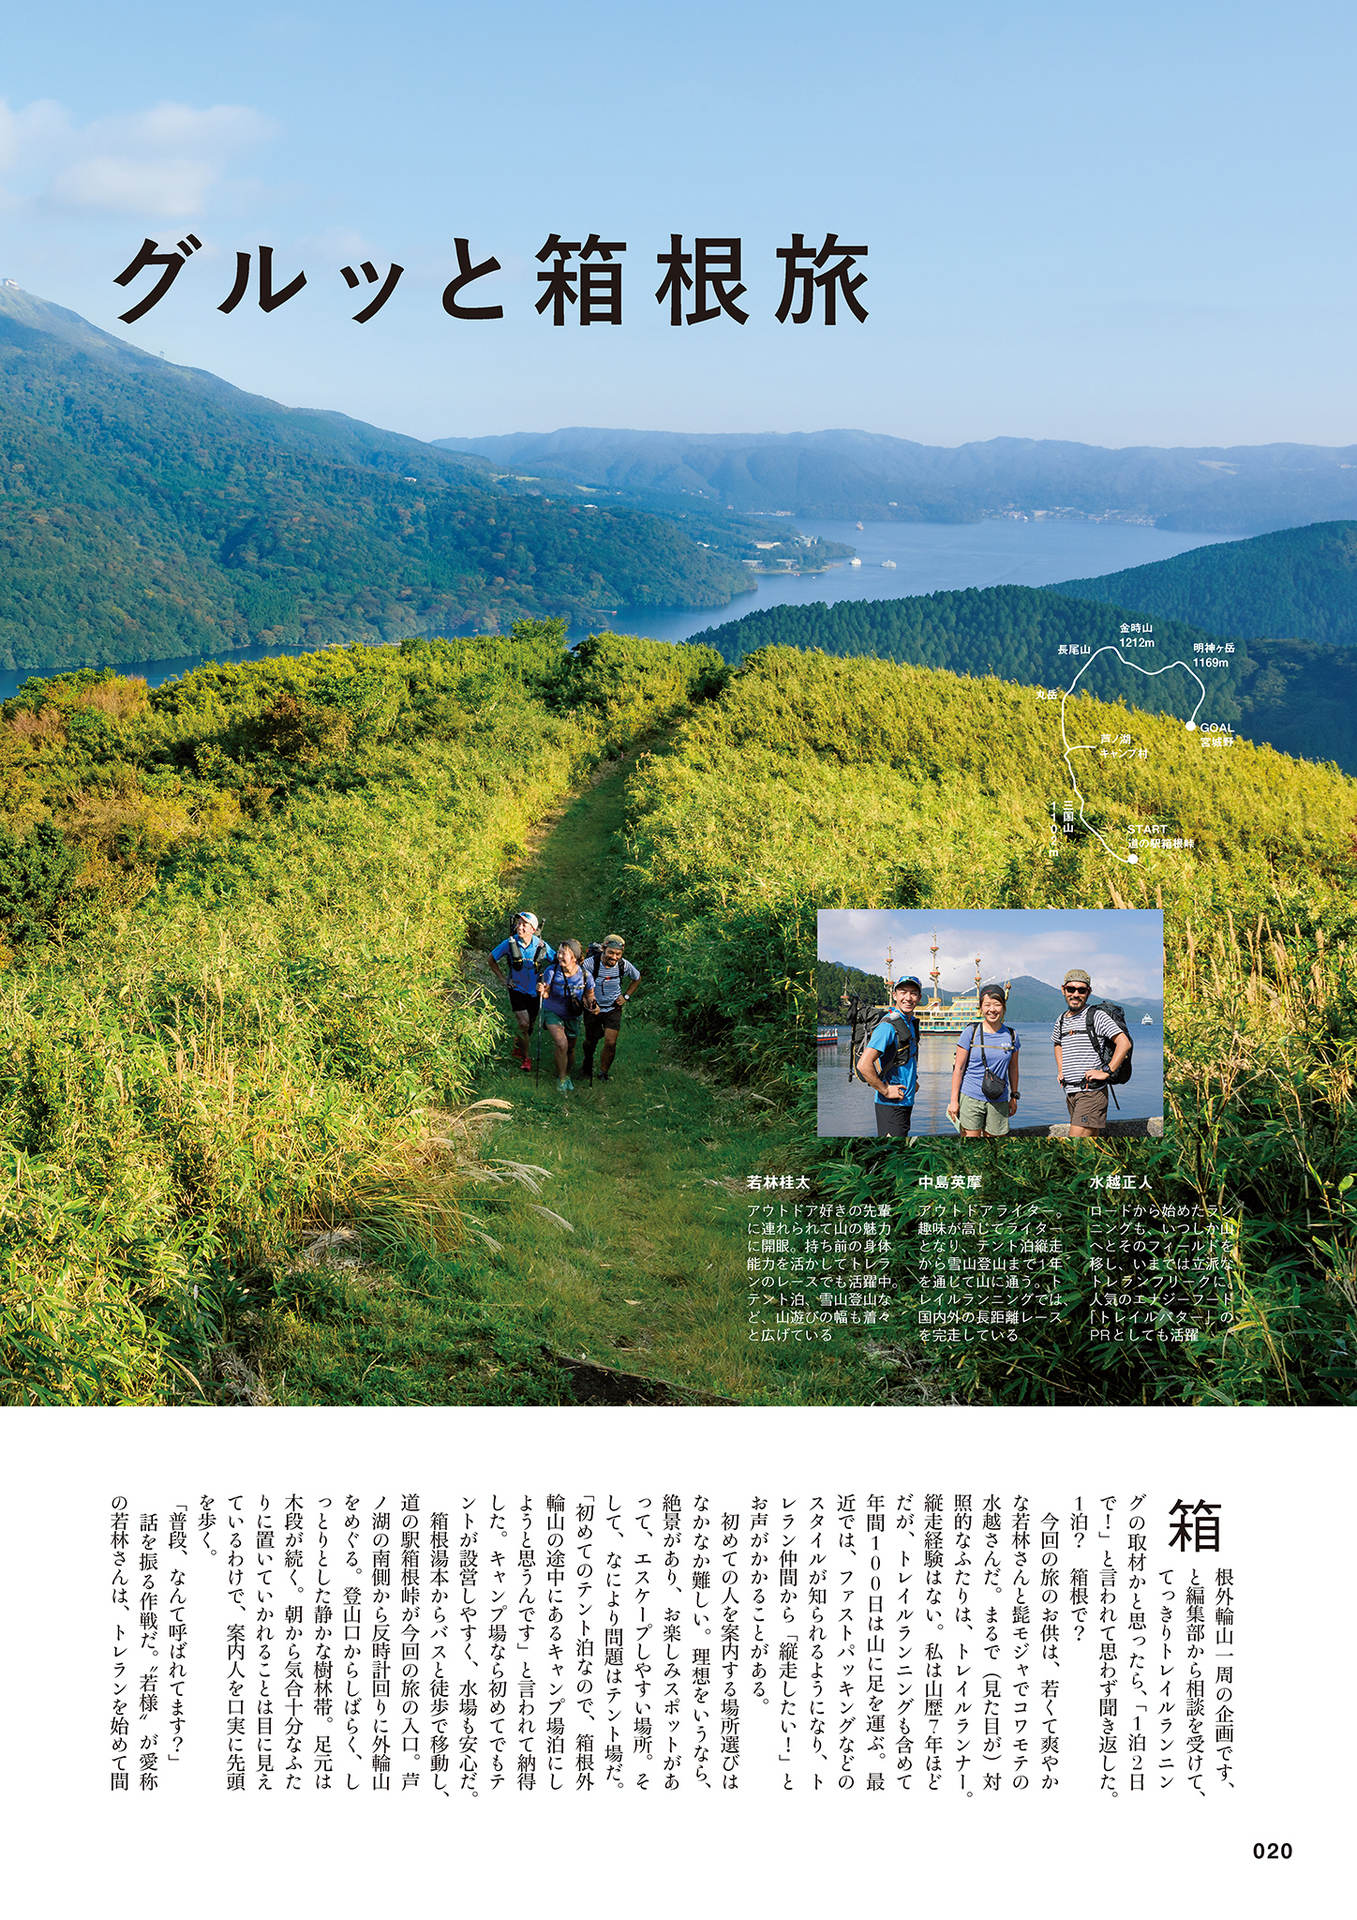 グルッと箱根旅
金時山
1212m
長尾山
明神ヶ岳
1169m
丸岳
GOAL
宮城野
芦ノ湖
キャンプ村
三国山
1102m
START
道の駅箱根峠
若林桂太
アウトドア好きの先輩
に連れられて山の魅力
に開眼。持ち前の身体
能力を活かしてトレラ
ンのレースでも活躍中。
テント泊、雪山登山な
ど、山遊びの幅も着々
と広げている
中島英摩
アウトドアライター。
趣味が高じてライター
となり、テント泊縦走
から雪山登山まで1年
を通じて山に通う。ト
レイルランニングでは、
国内外の長距離レース
を完走している
水越正人
ロードから始めたラン
ニングも、いつしか山
へとそのフィールドを
移し、いまでは立派な
トレランフリークに。
人気のエナジーフード
「トレイルバター」の
PRとしても活躍
箱根外輪山一周の企画です、
と編集部から相談を受けて、
てっきりトレイルランニン
グの取材かと思ったら、「1泊2日
で！」と言われて思わず聞き返した。
1泊？　箱根で？
今回の旅のお供は、若くて爽やか
な若林さんと髭モジャでコワモテの
水越さんだ。まるで（見た目が）対
照的なふたりは、トレイルランナー。
縦走経験はない。私は山歴7年ほど
だが、トレイルランニングも含めて
年間100日は山に足を運ぶ。最
近では、ファストパッキングなどの
スタイルが知られるようになり、ト
レラン仲間から「縦走したい！」と
お声がかかることがある。
初めての人を案内する場所選びは
なかなか難しい。理想をいうなら、
絶景があり、お楽しみスポットがあ
って、エスケープしやすい場所。そ
して、なにより問題はテント場だ。
「初めてのテント泊なので、箱根外
輪山の途中にあるキャンプ場泊にし
ようと思うんです」と言われて納得
した。キャンプ場なら初めてでもテ
ントが設営しやすく、水場も安心だ。
箱根湯本からバスと徒歩で移動し、
道の駅箱根峠が今回の旅の入口。芦
ノ湖の南側から反時計回りに外輪山
をめぐる。登山口からしばらく、し
っとりとした静かな樹林帯。足元は
木段が続く。朝から気合十分なふた
りに置いていかれることは目に見え
ているわけで、案内人を口実に先頭
を歩く。
「普段、なんて呼ばれてます？」
話を振る作戦だ。〝若様〟が愛称
の若林さんは、トレランを始めて間
020